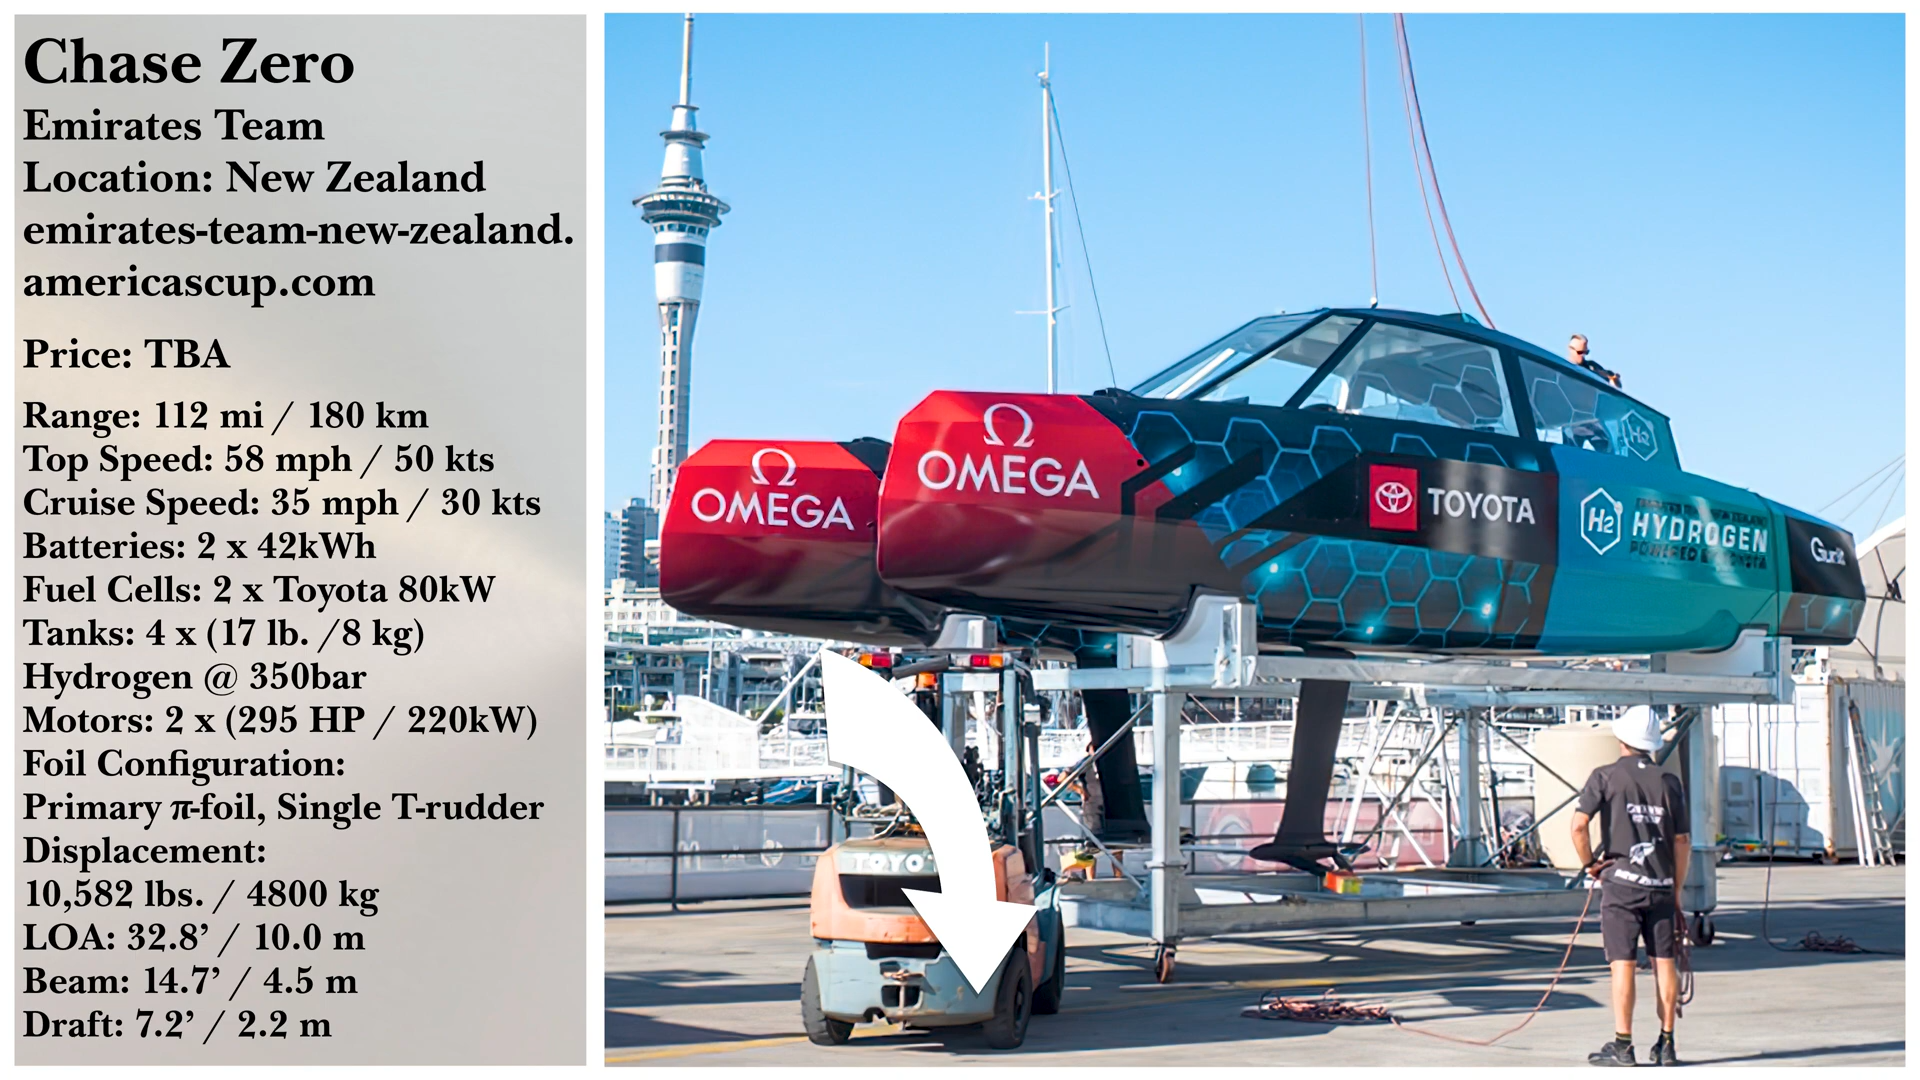 Chase Zero
Emirates Team
Location: New Zealand
emirates-team-new-zealand.
americascup.com
Price: TBA
Range: 112 mi / 180 km
Top Speed: 58 mph / 50 kts
Cruise Speed: 35 mph / 30 kts
Batteries: 2 x 42kWh
Fuel Cells: 2 x Toyota 80kW
Tanks: 4 x (17 lb. /8 kg)
Hydrogen @ 350bar
Motors: 2 x (295 HP / 220kW)
Foil Configuration:
Primary π-foil, Single T-rudder
Displacement:
10,582 lbs. / 4800 kg
LOA: 32.8’ / 10.0 m
Beam: 14.7’ / 4.5 m
Draft: 7.2’ / 2.2 m
Ω
OMEGA
Ω
OMEGA
TOYOTA
H2
H2
HYDROGEN
POWERED
Gurit